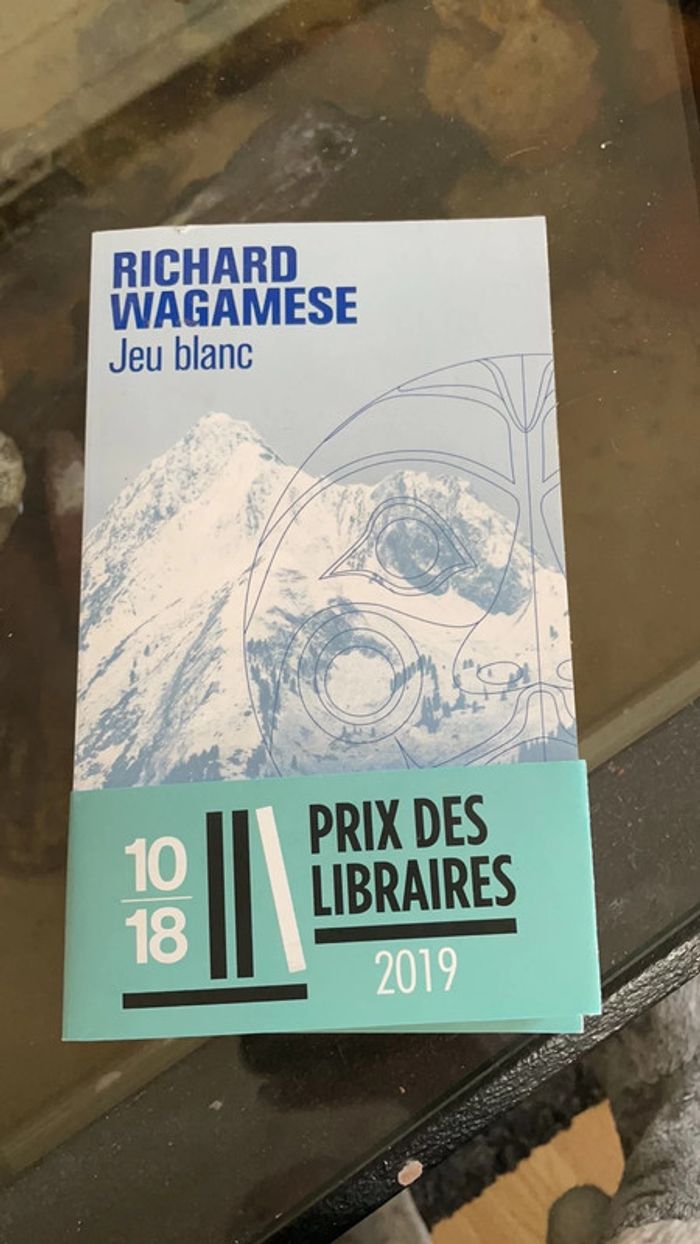 RICHARD
WAGAMESE
Jeu blanc
10
18
PRIX DES
LIBRAIRES
2019